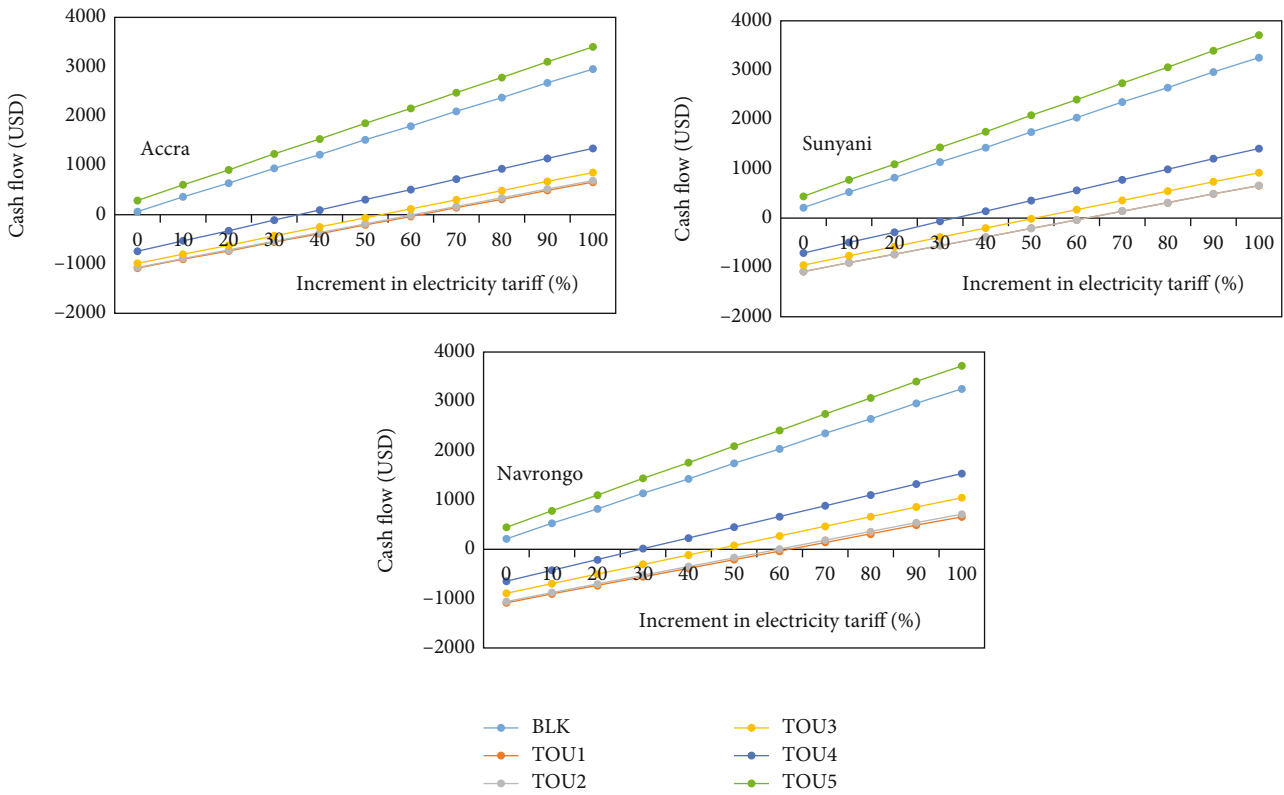 4000
3000
2000
1000
0
−1000
−2000
Cash flow (USD)
Accra
0 10 20 30 40 50 60 70 80 90 100
Increment in electricity tariff (%)
4000
3000
2000
1000
0
−1000
−2000
Cash flow (USD)
Sunyani
0 10 20 30 40 50 60 70 80 90 100
Increment in electricity tariff (%)
4000
3000
2000
1000
0
−1000
−2000
Cash flow (USD)
Navrongo
0 10 20 30 40 50 60 70 80 90 100
Increment in electricity tariff (%)
BLK
TOU1
TOU2
TOU3
TOU4
TOU5